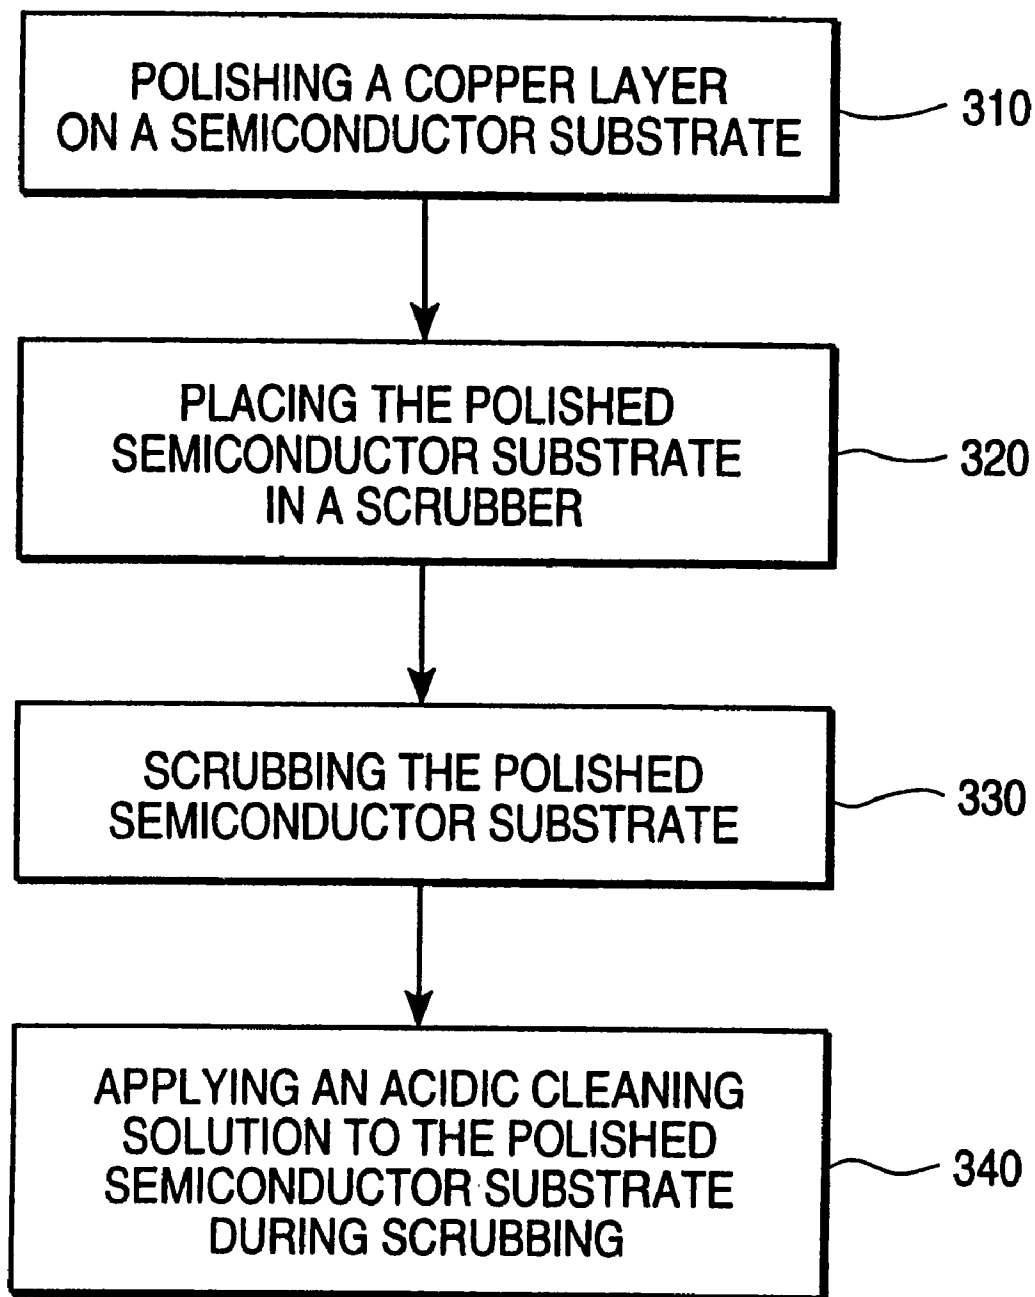 POLISHING A COPPER LAYER
ON A SEMICONDUCTOR SUBSTRATE
310
PLACING THE POLISHED
SEMICONDUCTOR SUBSTRATE
IN A SCRUBBER
320
SCRUBBING THE POLISHED
SEMICONDUCTOR SUBSTRATE
330
APPLYING AN ACIDIC CLEANING
SOLUTION TO THE POLISHED
SEMICONDUCTOR SUBSTRATE
DURING SCRUBBING
340